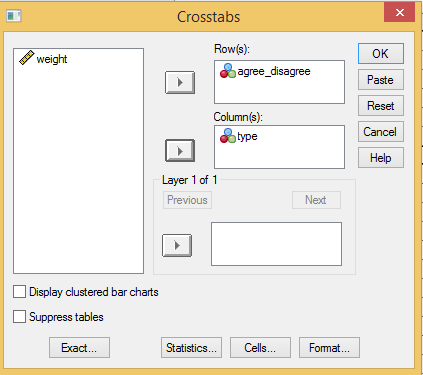 Crosstabs
weight
Row(s):
agree_disagree
Column(s):
type
Layer 1 of 1
Previous
Next
Display clustered bar charts
Suppress tables
Exact...
Statistics...
Cells...
Format...
OK
Paste
Reset
Cancel
Help